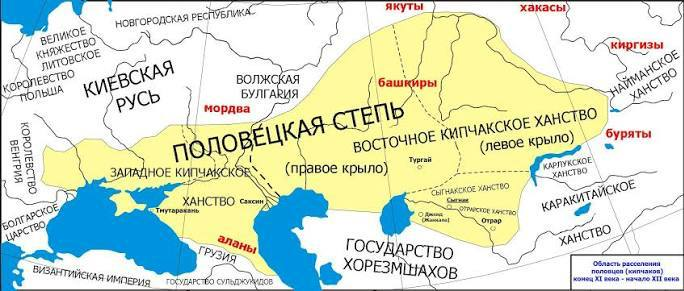 якуты
хакасы
НОВГОРОДСКАЯ РЕСПУБЛИКА
ВЕЛИКОЕ
КНЯЖЕСТВО
ЛИТОВСКОЕ
киргизы
КОРОЛЕВСТВО
ПОЛЬША
КИЕВСКАЯ
РУСЬ
ВОЛЖСКАЯ
БУЛГАРИЯ
башкиры
НАЙМАНСКОЕ
ХАНСТВО
мордва
ПОЛОВЕЦКАЯ СТЕПЬ
ВОСТОЧНОЕ КИПЧАКСКОЕ ХАНСТВО
(правое крыло)
(левое крыло)
буряты
КОРОЛЕВСТВО
ВЕНГРИЯ
ЗАПАДНОЕ КИПЧАКСКОЕ
ХАНСТВО
Тургай
КАРЛУКСКОЕ
ХАНСТВО
СЫГНАКСКОЕ ХАНСТВО
Сыгнак
ОТРАРСКОЕ ХАНСТВО
Отрар
Саксин
Тмутаракань
БОЛГАРСКОЕ
ЦАРСТВО
КАРАКИТАЙСКОЕ
ХАНСТВО
аланы
ГРУЗИЯ
ГОСУДАРСТВО
ХОРЕЗМШАХОВ
ВИЗАНТИЙСКАЯ ИМПЕРИЯ
ГОСУДАРСТВО СУЛЬДЖУКИДОВ
Область расселения
половцев (кипчаков)
конец XI века - начало XII века